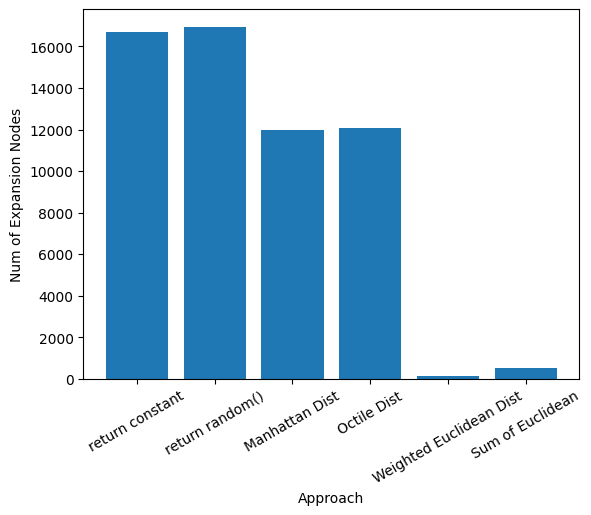 16000
14000
12000
10000
8000
6000
4000
2000
0
Num of Expansion Nodes
return constant
return random()
Manhattan Dist
Octile Dist
Weighted Euclidean Dist
Sum of Euclidean
Approach